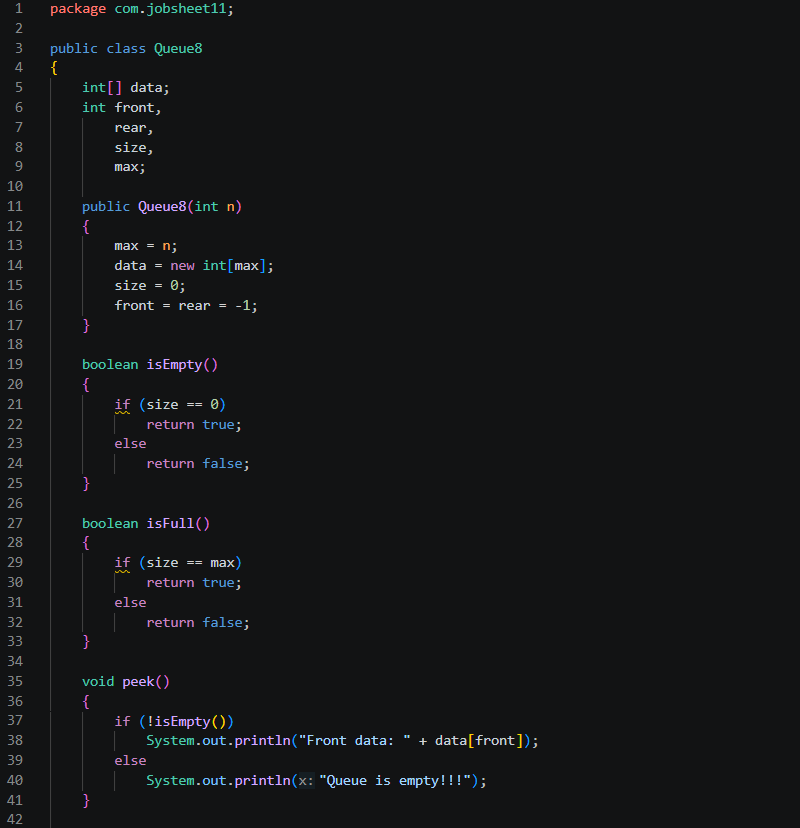 1 package com.jobsheet11;
2
3 public class Queue8
4 {
5     int[] data;
6     int front,
7         rear,
8         size,
9         max;
10
11     public Queue8(int n)
12     {
13         max = n;
14         data = new int[max];
15         size = 0;
16         front = rear = -1;
17     }
18
19     boolean isEmpty()
20     {
21         if (size == 0)
22             return true;
23         else
24             return false;
25     }
26
27     boolean isFull()
28     {
29         if (size == max)
30             return true;
31         else
32             return false;
33     }
34
35     void peek()
36     {
37         if (!isEmpty())
38             System.out.println("Front data: " + data[front]);
39         else
40             System.out.println(x: "Queue is empty!!!");
41     }
42